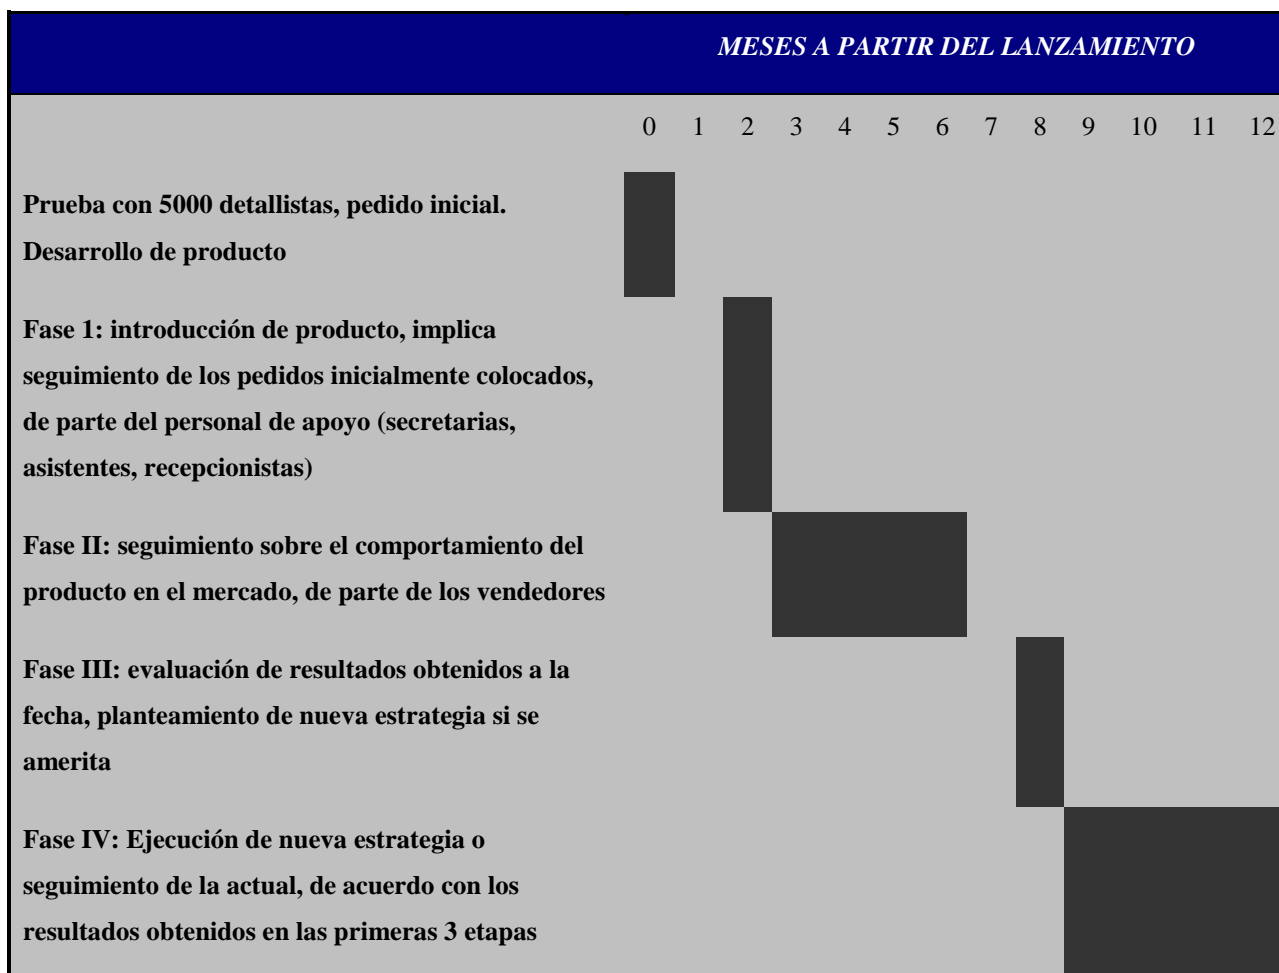 MESES A PARTIR DEL LANZAMIENTO
0 1 2 3 4 5 6 7 8 9 10 11 12
Prueba con 5000 detallistas, pedido inicial.
Desarrollo de producto
Fase 1: introducción de producto, implica
seguimiento de los pedidos inicialmente colocados,
de parte del personal de apoyo (secretarias,
asistentes, recepcionistas)
Fase II: seguimiento sobre el comportamiento del
producto en el mercado, de parte de los vendedores
Fase III: evaluación de resultados obtenidos a la
fecha, planteamiento de nueva estrategia si se
amerita
Fase IV: Ejecución de nueva estrategia o
seguimiento de la actual, de acuerdo con los
resultados obtenidos en las primeras 3 etapas